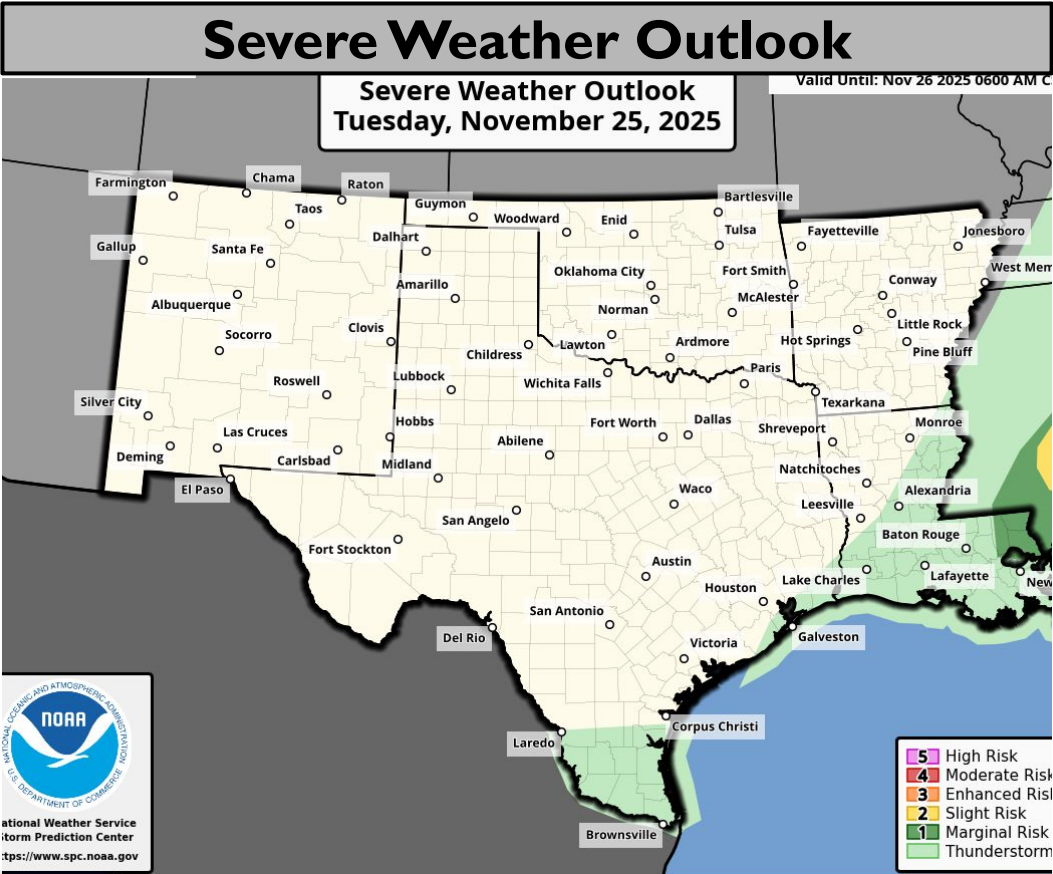 Severe Weather Outlook
Valid Until: Nov 26 2025 0600 AM C
Severe Weather Outlook
Tuesday, November 25, 2025
Farmington
Chama
Raton
Guymon
Bartlesville
Taos
Woodward
Enid
Gallup
Santa Fe
Dalhart
Tulsa
Fayetteville
Jonesboro
Oklahoma City
Fort Smith
West Mem
Amarillo
Conway
Albuquerque
Norman
McAlester
Socorro
Clovis
Little Rock
Childress
Lawton
Ardmore
Hot Springs
Pine Bluff
Roswell
Lubbock
Wichita Falls
Paris
Silver City
Texarkana
Las Cruces
Hobbs
Fort Worth
Dallas
Shreveport
Monroe
Deming
Carlsbad
Midland
Abilene
Natchitoches
El Paso
Waco
Leesville
Alexandria
San Angelo
Baton Rouge
Fort Stockton
Austin
Houston
Lake Charles
Lafayette
New
San Antonio
Del Rio
Victoria
Galveston
Corpus Christi
Laredo
Brownsville
NATIONAL OCEANIC AND ATMOSPHERIC ADMINISTRATION
NOAA
U.S. DEPARTMENT OF COMMERCE
ational Weather Service
Storm Prediction Center
tps://www.spc.noaa.gov
5 High Risk
4 Moderate Risk
3 Enhanced Risk
2 Slight Risk
1 Marginal Risk
Thunderstorm